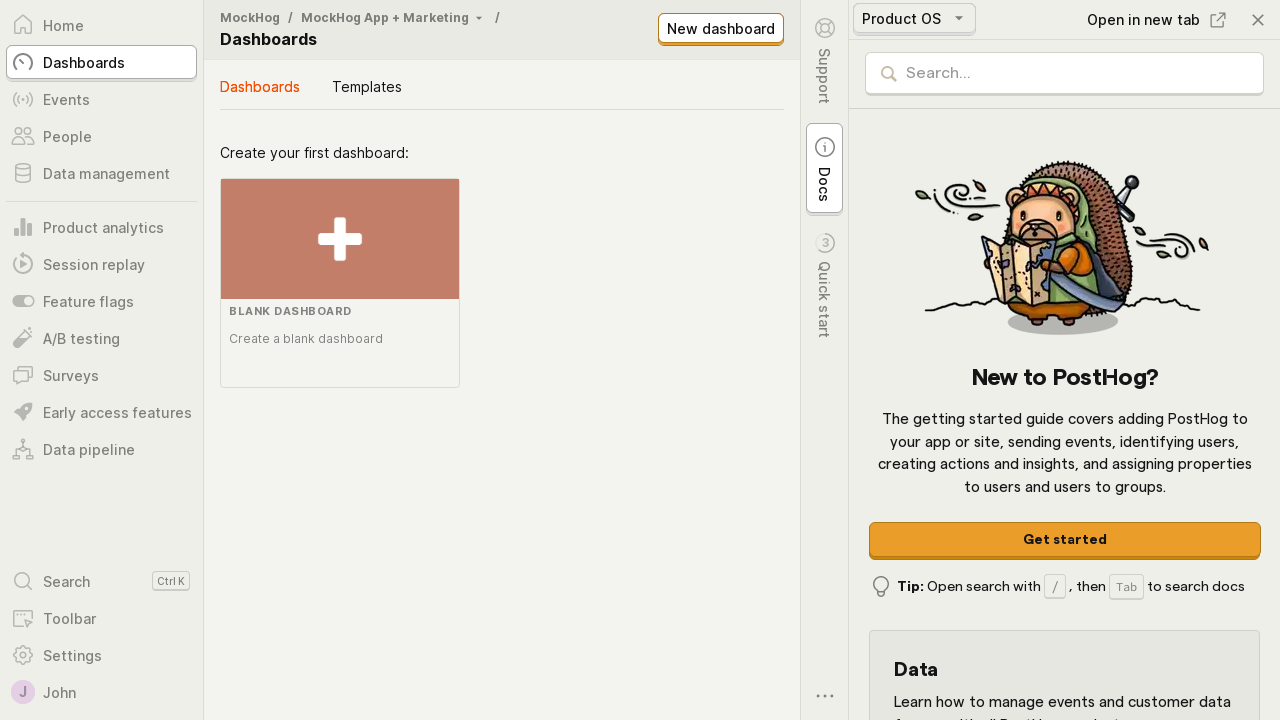 Home
Dashboards
Events
People
Data management
Product analytics
Session replay
Feature flags
A/B testing
Surveys
Early access features
Data pipeline
Search Ctrl K
Toolbar
Settings
J John
MockHog / MockHog App + Marketing /
Dashboards
New dashboard
Dashboards Templates
Create your first dashboard:
BLANK DASHBOARD
Create a blank dashboard
Support
Docs
3 Quick start
Product OS
Open in new tab
Search...
New to PostHog?
The getting started guide covers adding PostHog to
your app or site, sending events, identifying users,
creating actions and insights, and assigning properties
to users and users to groups.
Get started
Tip: Open search with / , then Tab to search docs
Data
Learn how to manage events and customer data